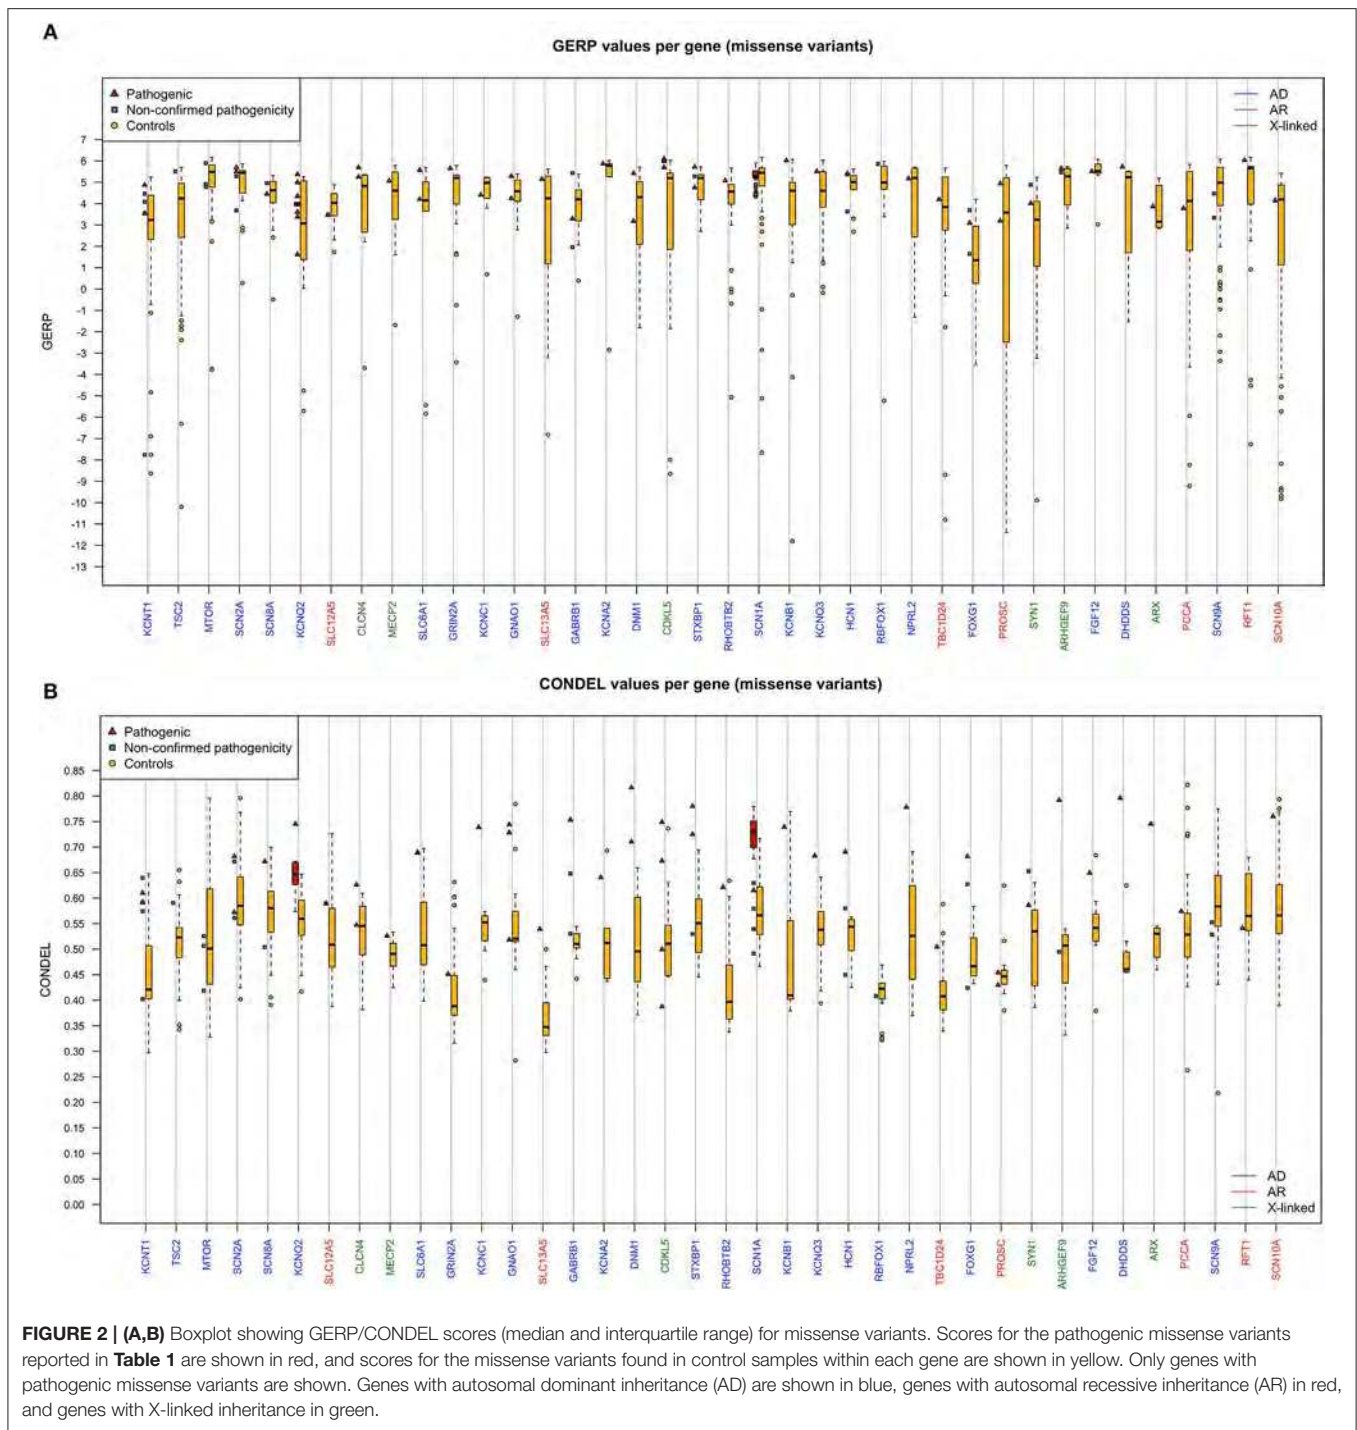 A
GERP values per gene (missense variants)
Pathogenic
Non-confirmed pathogenicity
Controls
AD
AR
X-linked
7
6
5
4
3
2
1
0
-1
-2
-3
-4
-5
-6
-7
-8
-9
-10
-11
-12
-13
GERP
KCNT1
TSC2
MTOR
SCN2A
SCN8A
KCNQ2
SLC12A5
CLCN4
MECP2
SLC6A1
GRIN2A
KCNC1
GNAO1
SLC13A5
GABRB1
KCNA2
DNM1
CDKL5
STXBP1
RHOBTB2
SCN1A
KCNB1
KCNQ3
HCN1
RBFOX1
NPRL2
TBC1D24
FOXG1
PROSC
SYN1
ARHGEF9
FGF12
DHDDS
ARX
PCCA
SCN9A
RFT1
SCN10A
B
CONDEL values per gene (missense variants)
Pathogenic
Non-confirmed pathogenicity
Controls
0.85
0.80
0.75
0.70
0.65
0.60
0.55
0.50
0.45
0.40
0.35
0.30
0.25
0.20
0.15
0.10
0.05
0.00
CONDEL
AD
AR
X-linked
KCNT1
TSC2
MTOR
SCN2A
SCN8A
KCNQ2
SLC12A5
CLCN4
MECP2
SLC6A1
GRIN2A
KCNC1
GNAO1
SLC13A5
GABRB1
KCNA2
DNM1
CDKL5
STXBP1
RHOBTB2
SCN1A
KCNB1
KCNQ3
HCN1
RBFOX1
NPRL2
TBC1D24
FOXG1
PROSC
SYN1
ARHGEF9
FGF12
DHDDS
ARX
PCCA
SCN9A
RFT1
SCN10A
FIGURE 2 | (A,B) Boxplot showing GERP/CONDEL scores (median and interquartile range) for missense variants. Scores for the pathogenic missense variants
reported in Table 1 are shown in red, and scores for the missense variants found in control samples within each gene are shown in yellow. Only genes with
pathogenic missense variants are shown. Genes with autosomal dominant inheritance (AD) are shown in blue, genes with autosomal recessive inheritance (AR) in red,
and genes with X-linked inheritance in green.